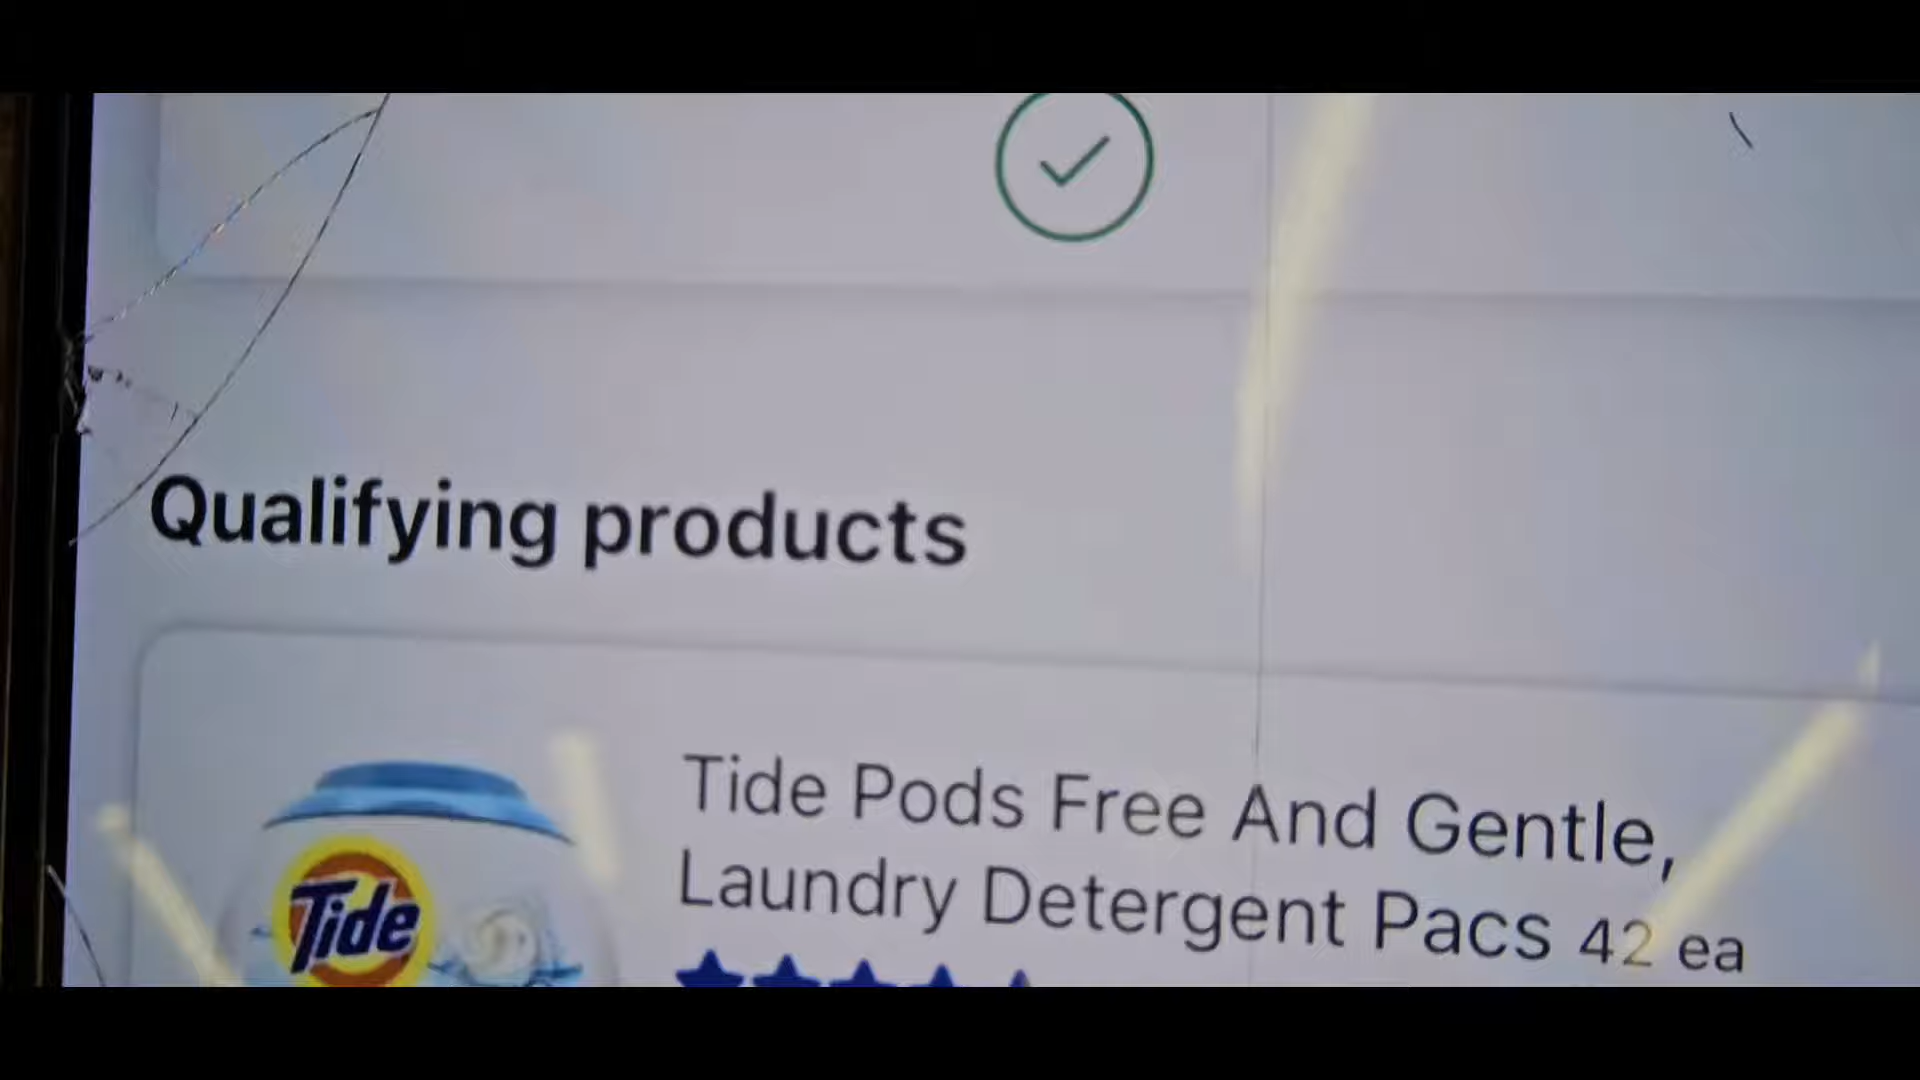 Qualifying products
Tide Pods Free And Gentle,
Laundry Detergent Pacs 42 ea
Tide